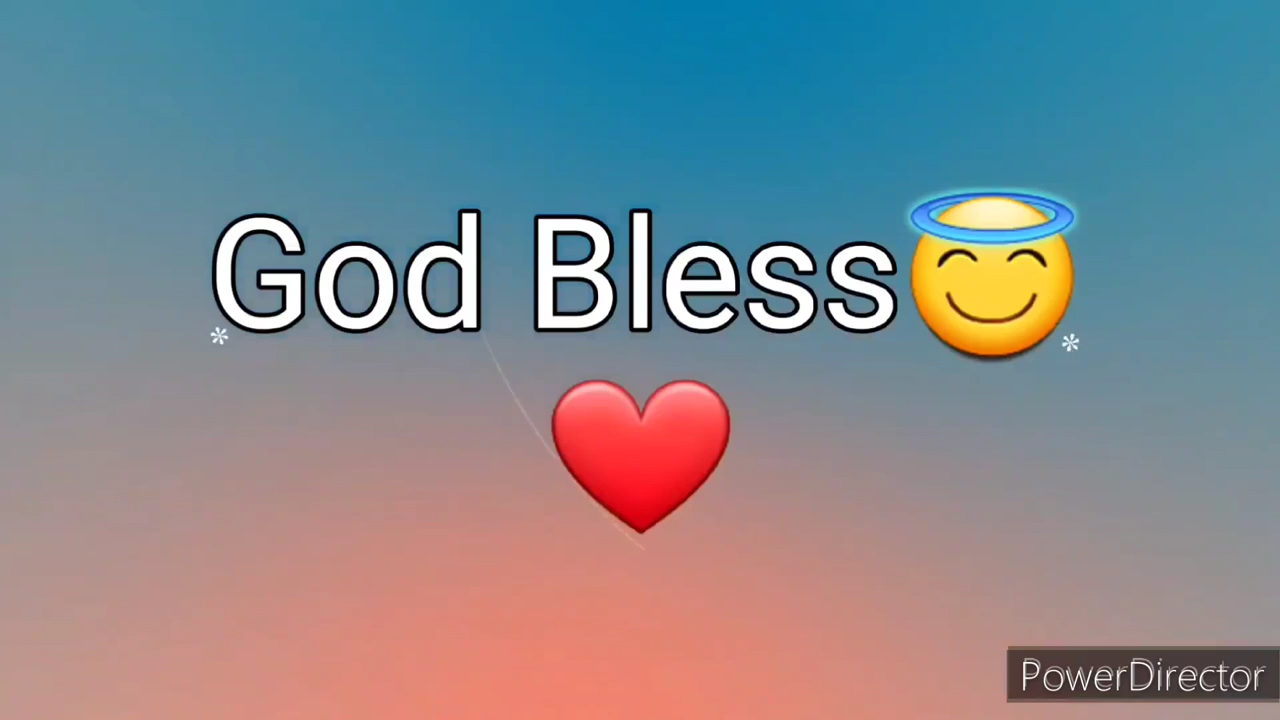 God Bless😇
* *
❤️
PowerDirector